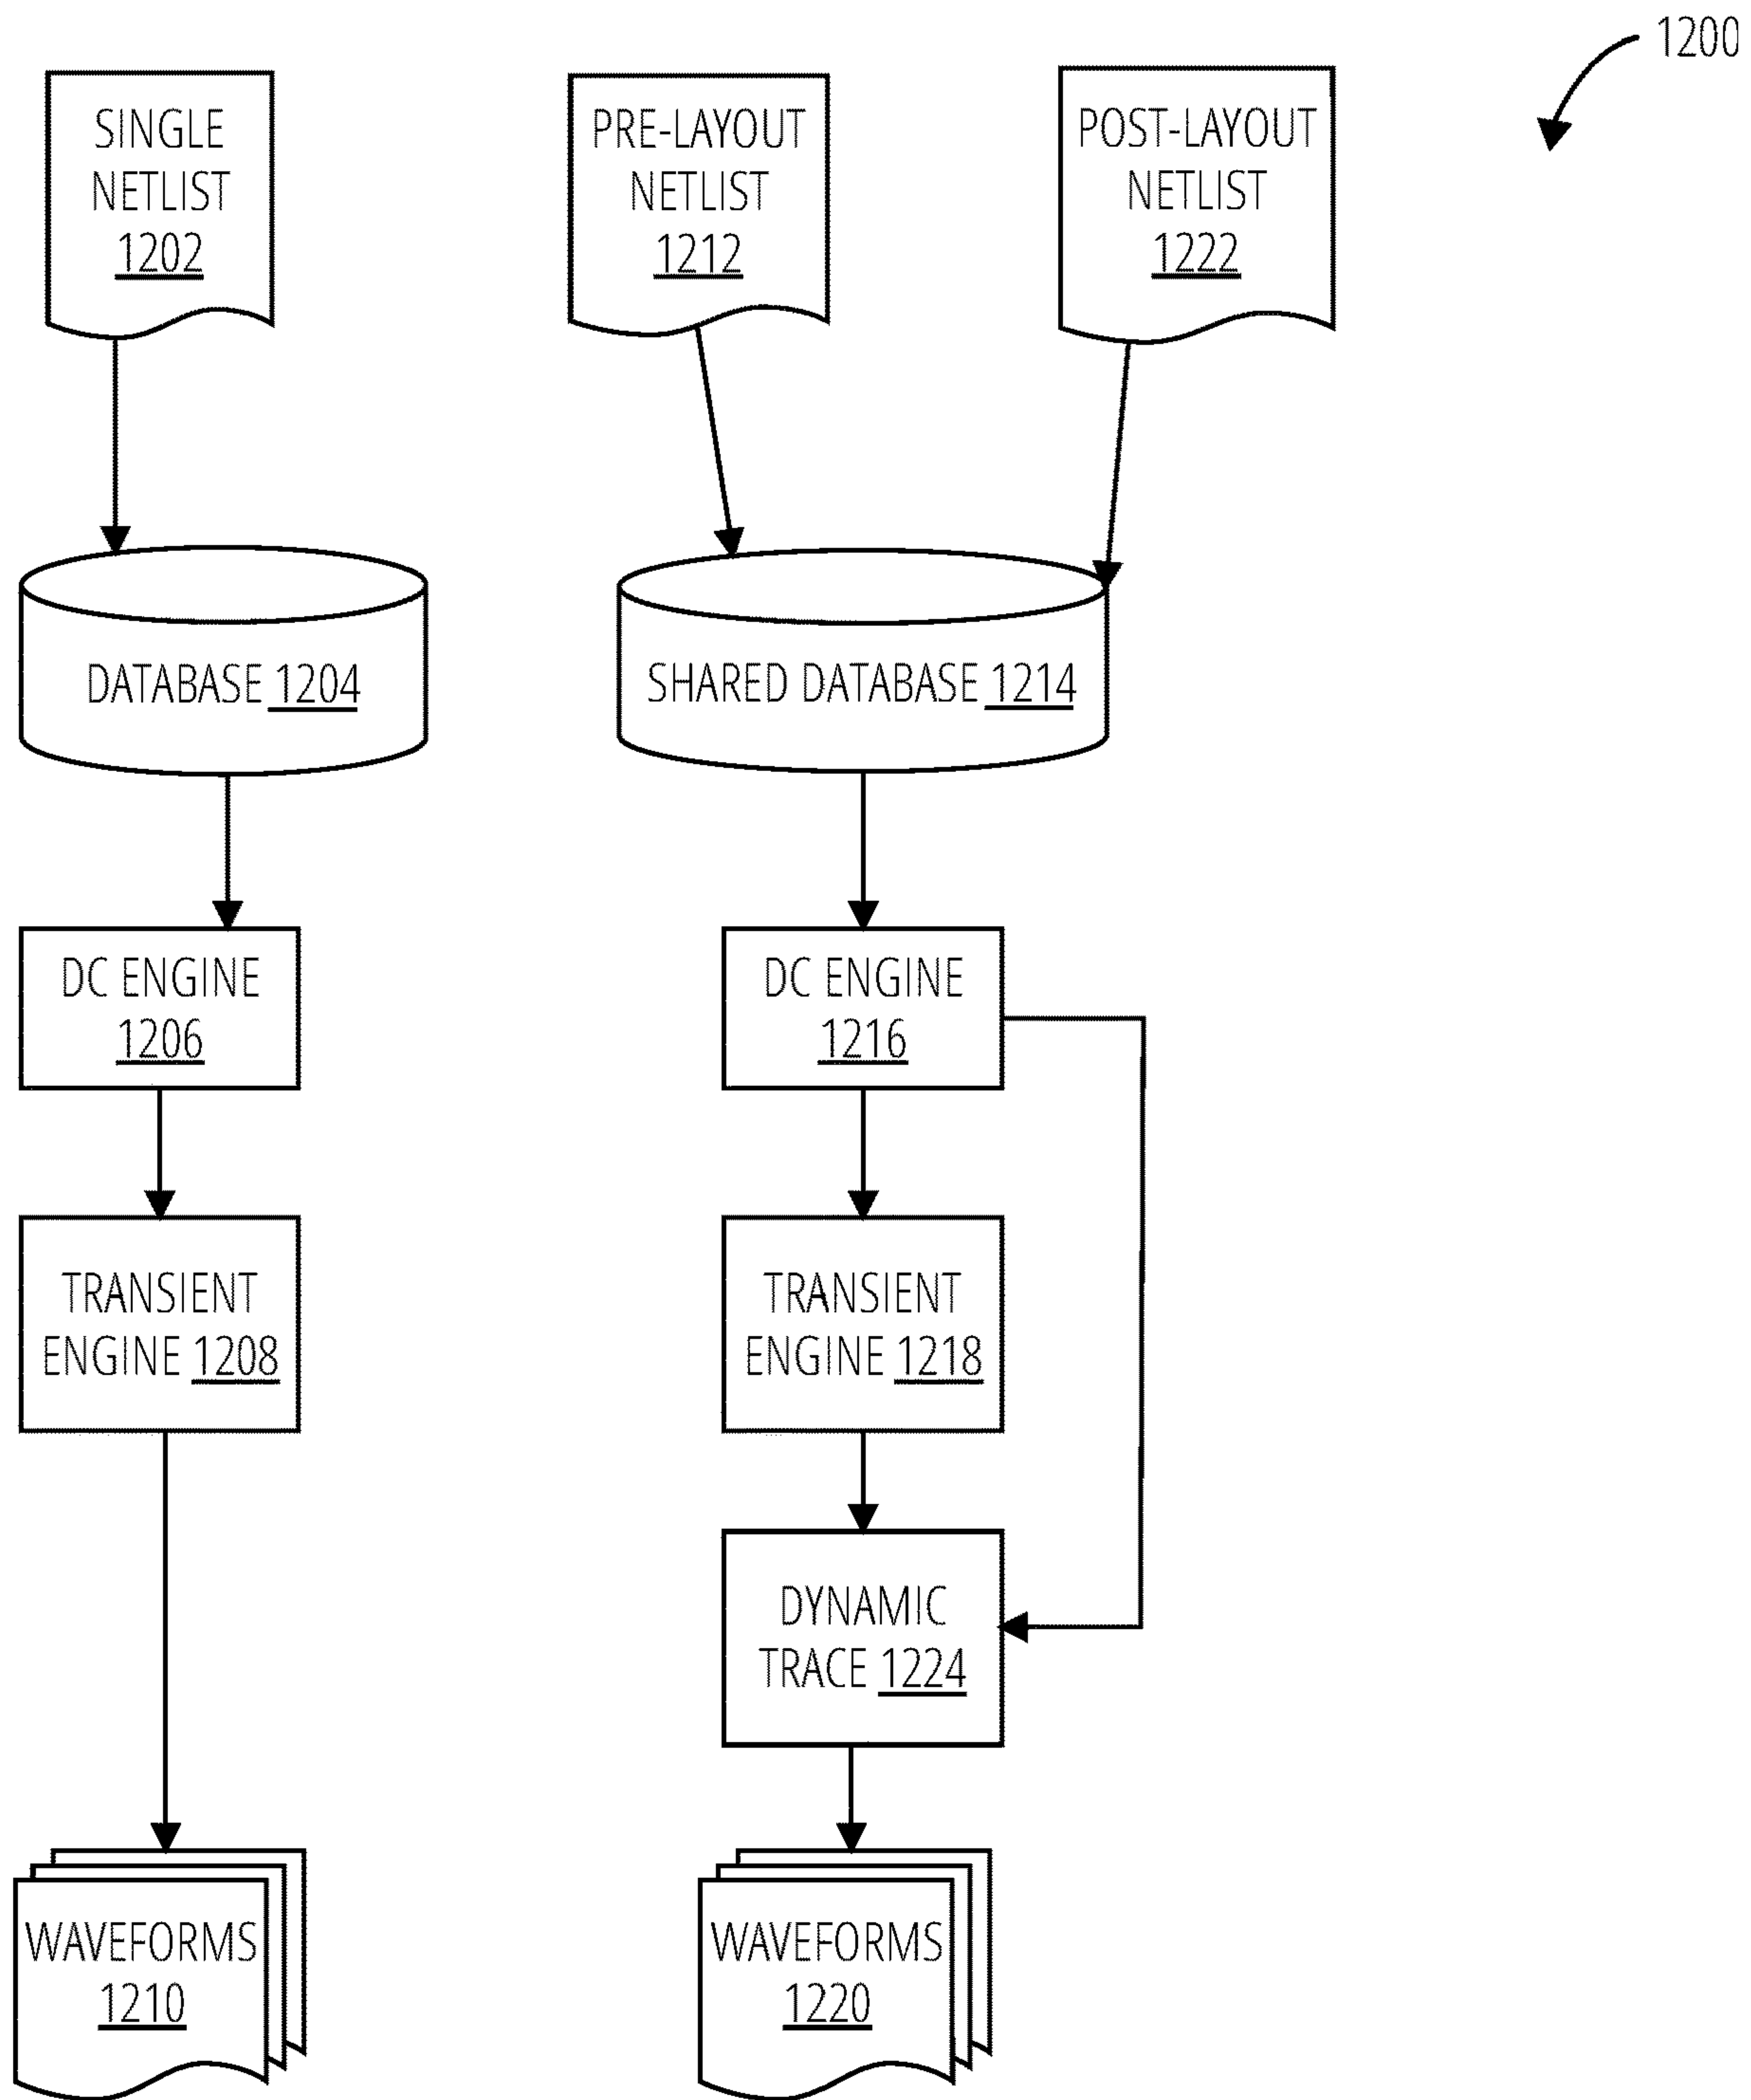 1200
SINGLE
NETLIST
1202
PRE-LAYOUT
NETLIST
1212
POST-LAYOUT
NETLIST
1222
DATABASE 1204
SHARED DATABASE 1214
DC ENGINE
1206
DC ENGINE
1216
TRANSIENT
ENGINE 1208
TRANSIENT
ENGINE 1218
DYNAMIC
TRACE 1224
WAVEFORMS
1210
WAVEFORMS
1220